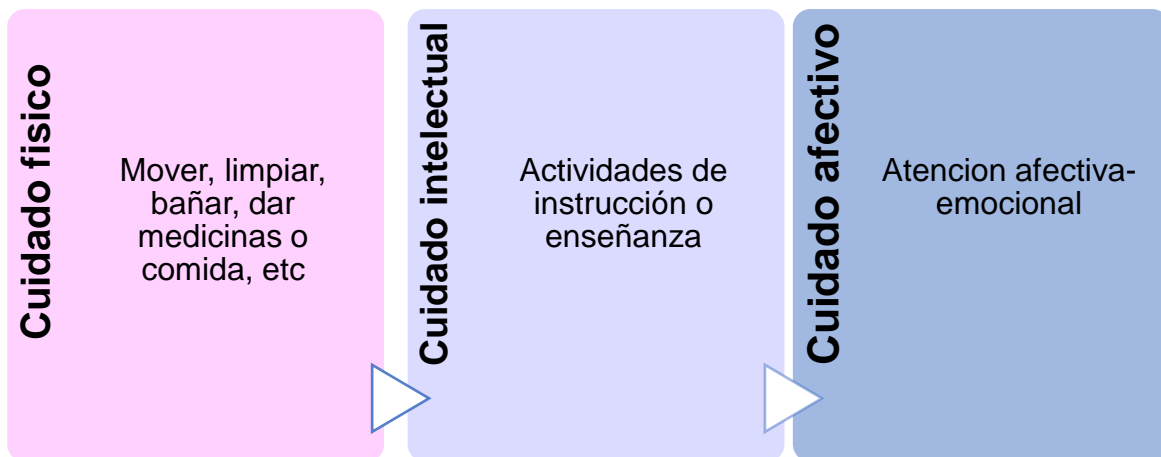 Cuidado fisico
Mover, limpiar,
bañar, dar
medicinas o
comida, etc
Cuidado intelectual
Actividades de
instrucción o
enseñanza
Cuidado afectivo
Atencion afectiva-
emocional